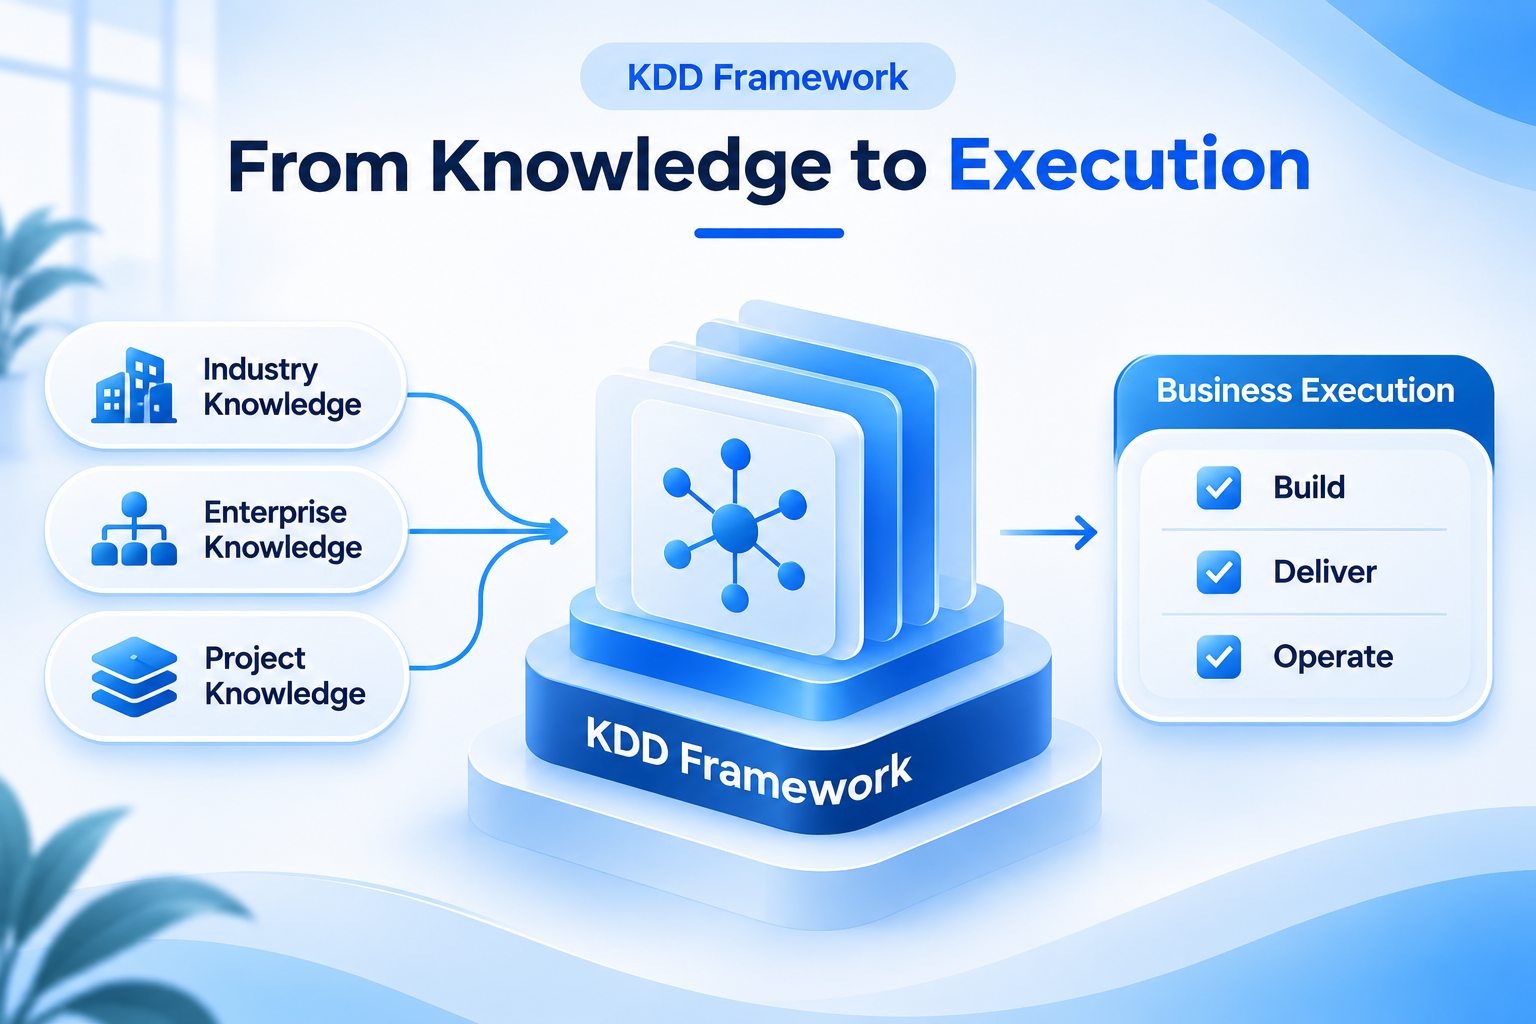 KDD Framework
From Knowledge to Execution
Industry
Knowledge
Enterprise
Knowledge
Project
Knowledge
KDD Framework
Business Execution
Build
Deliver
Operate